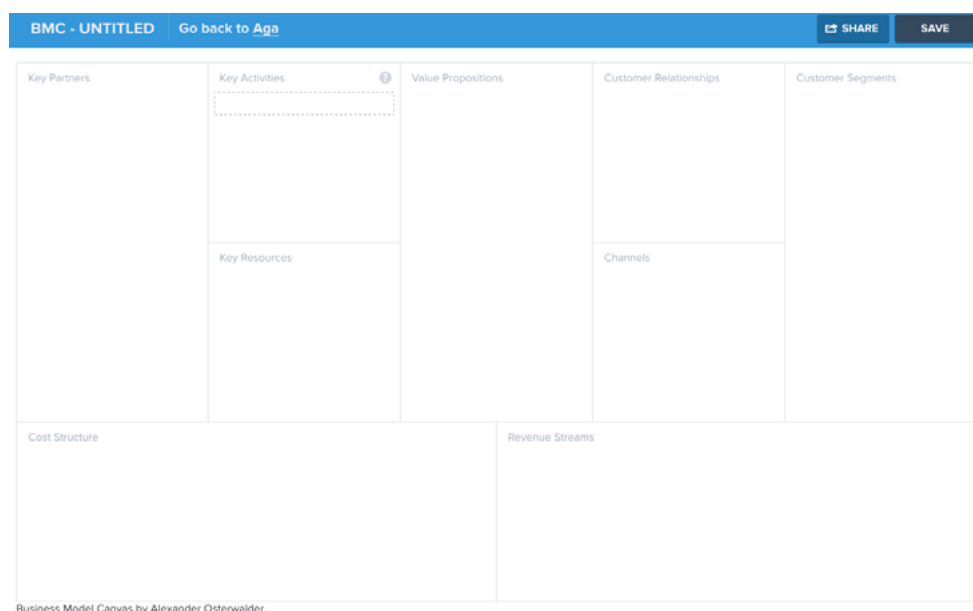 BMC - UNTITLED Go back to Aga SHARE SAVE
Key Partners
Key Activities ?
Value Propositions
Customer Relationships
Customer Segments
Key Resources
Channels
Cost Structure
Revenue Streams
Business Model Canvas by Alexander Osterwalder.